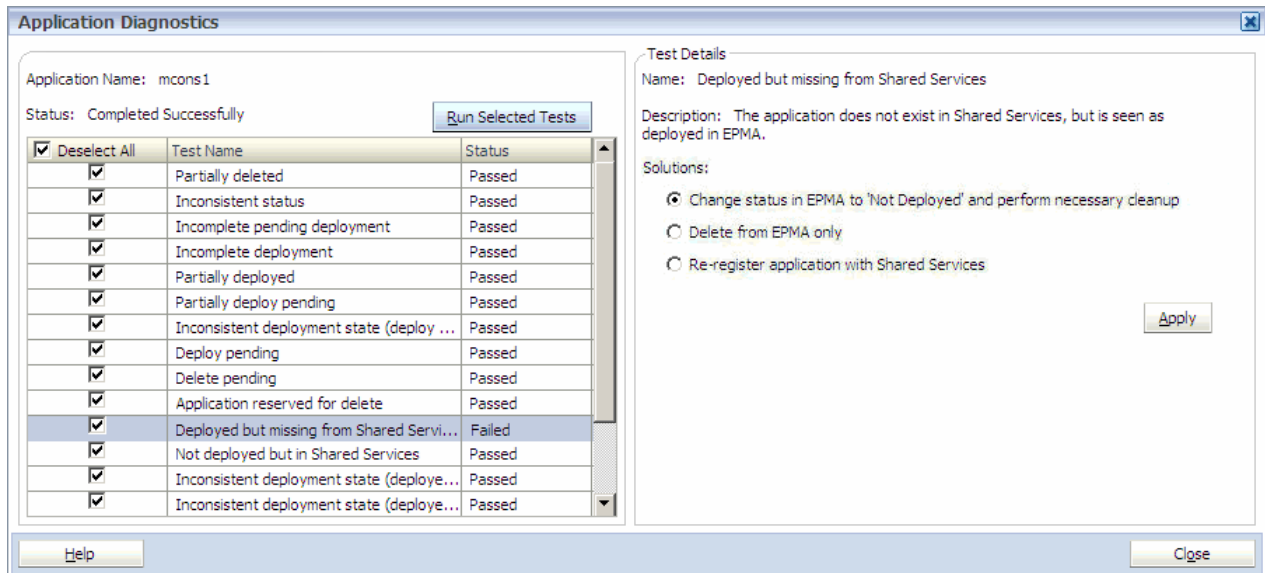 Application Diagnostics
Application Name: mcons1
Status: Completed Successfully
Run Selected Tests
Deselect All Test Name Status
Partially deleted Passed
Inconsistent status Passed
Incomplete pending deployment Passed
Incomplete deployment Passed
Partially deployed Passed
Partially deploy pending Passed
Inconsistent deployment state (deploy ... Passed
Deploy pending Passed
Delete pending Passed
Application reserved for delete Passed
Deployed but missing from Shared Servi... Failed
Not deployed but in Shared Services Passed
Inconsistent deployment state (deploye... Passed
Inconsistent deployment state (deploye... Passed
Test Details
Name: Deployed but missing from Shared Services
Description: The application does not exist in Shared Services, but is seen as
deployed in EPMA.
Solutions:
Change status in EPMA to 'Not Deployed' and perform necessary cleanup
Delete from EPMA only
Re-register application with Shared Services
Apply
Help
Close